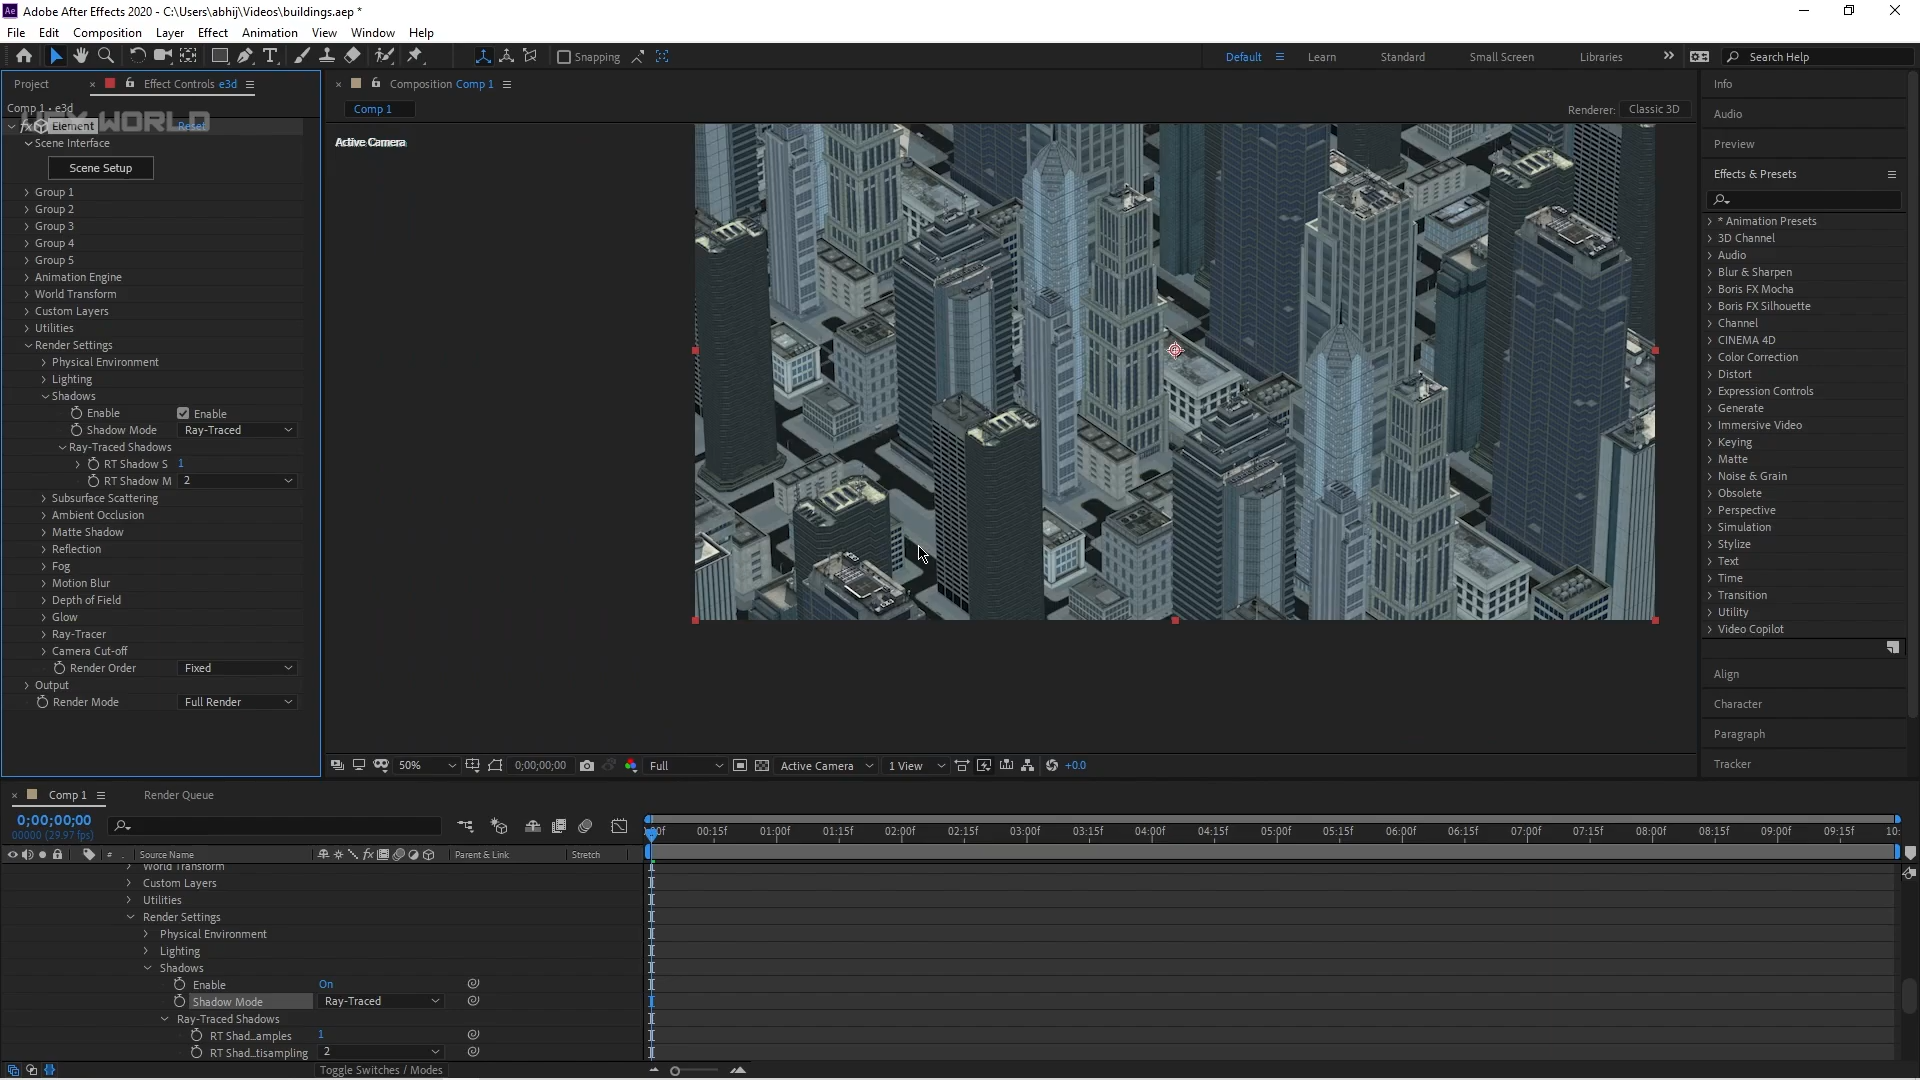 Adobe After Effects 2020 - C:\Users\abhij\Videos\buildings.aep *
File Edit Composition Layer Effect Animation View Window Help
Snapping Default Learn Standard Small Screen Libraries Search Help
Project Effect Controls e3d
Comp 1 • e3d
VFX WORLD
fx Element Reset
Scene Interface
Scene Setup
Group 1
Group 2
Group 3
Group 4
Group 5
Animation Engine
World Transform
Custom Layers
Utilities
Render Settings
Physical Environment
Lighting
Shadows
Enable Enable
Shadow Mode Ray-Traced
Ray-Traced Shadows
RT Shadow S 1
RT Shadow M 2
Subsurface Scattering
Ambient Occlusion
Matte Shadow
Reflection
Fog
Motion Blur
Depth of Field
Glow
Ray-Tracer
Camera Cut-off
Render Order Fixed
Output
Render Mode Full Render
Composition Comp 1
Comp 1 Renderer: Classic 3D
Active Camera
50% 0;00;00;00 Full Active Camera 1 View +0.0
Info
Audio
Preview
Effects & Presets
* Animation Presets
3D Channel
Audio
Blur & Sharpen
Boris FX Mocha
Boris FX Silhouette
Channel
CINEMA 4D
Color Correction
Distort
Expression Controls
Generate
Immersive Video
Keying
Matte
Noise & Grain
Obsolete
Perspective
Simulation
Stylize
Text
Time
Transition
Utility
Video Copilot
Align
Character
Paragraph
Tracker
Comp 1 Render Queue
0;00;00;00
00000 (29.97 fps)
00:15f 01:00f 01:15f 02:00f 02:15f 03:00f 03:15f 04:00f 04:15f 05:00f 05:15f 06:00f 06:15f 07:00f 07:15f 08:00f 08:15f 09:00f 09:15f 10:
# Source Name fx Parent & Link Stretch
World Transform
Custom Layers
Utilities
Render Settings
Physical Environment
Lighting
Shadows
Enable On
Shadow Mode Ray-Traced
Ray-Traced Shadows
RT Shad...amples 1
RT Shad...tisampling 2
Toggle Switches / Modes